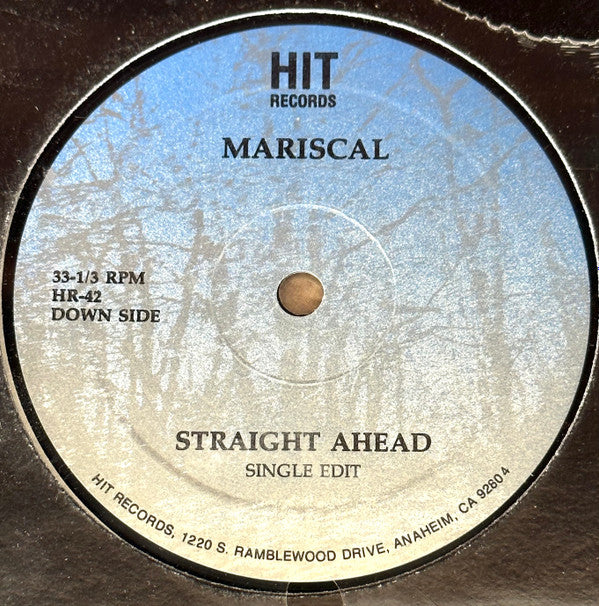 HIT
RECORDS
MARISCAL
33-1/3 RPM
HR-42
DOWN SIDE
STRAIGHT AHEAD
SINGLE EDIT
HIT RECORDS, 1220 S. RAMBLEWOOD DRIVE, ANAHEIM, CA 92804